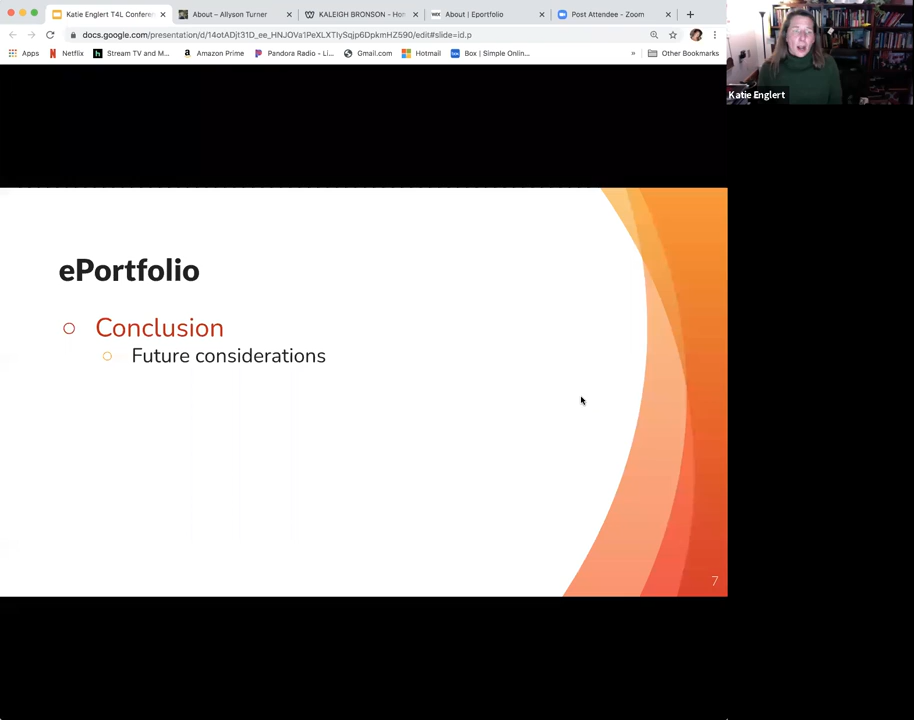 Katie Englert T4L Conferen
About – Allyson Turner
KALEIGH BRONSON – Hon
WIX
About | Eportfolio
Post Attendee - Zoom
docs.google.com/presentation/d/14otADjt31D_ee_HNJOVa1PeXLXTlySqjp6DpkmHZ590/edit#slide=id.p
Apps
Netflix
Stream TV and M...
Amazon Prime
Pandora Radio - Li...
Gmail.com
Hotmail
Box | Simple Onlin...
»
Other Bookmarks
Katie Englert
ePortfolio
Conclusion
Future considerations
7